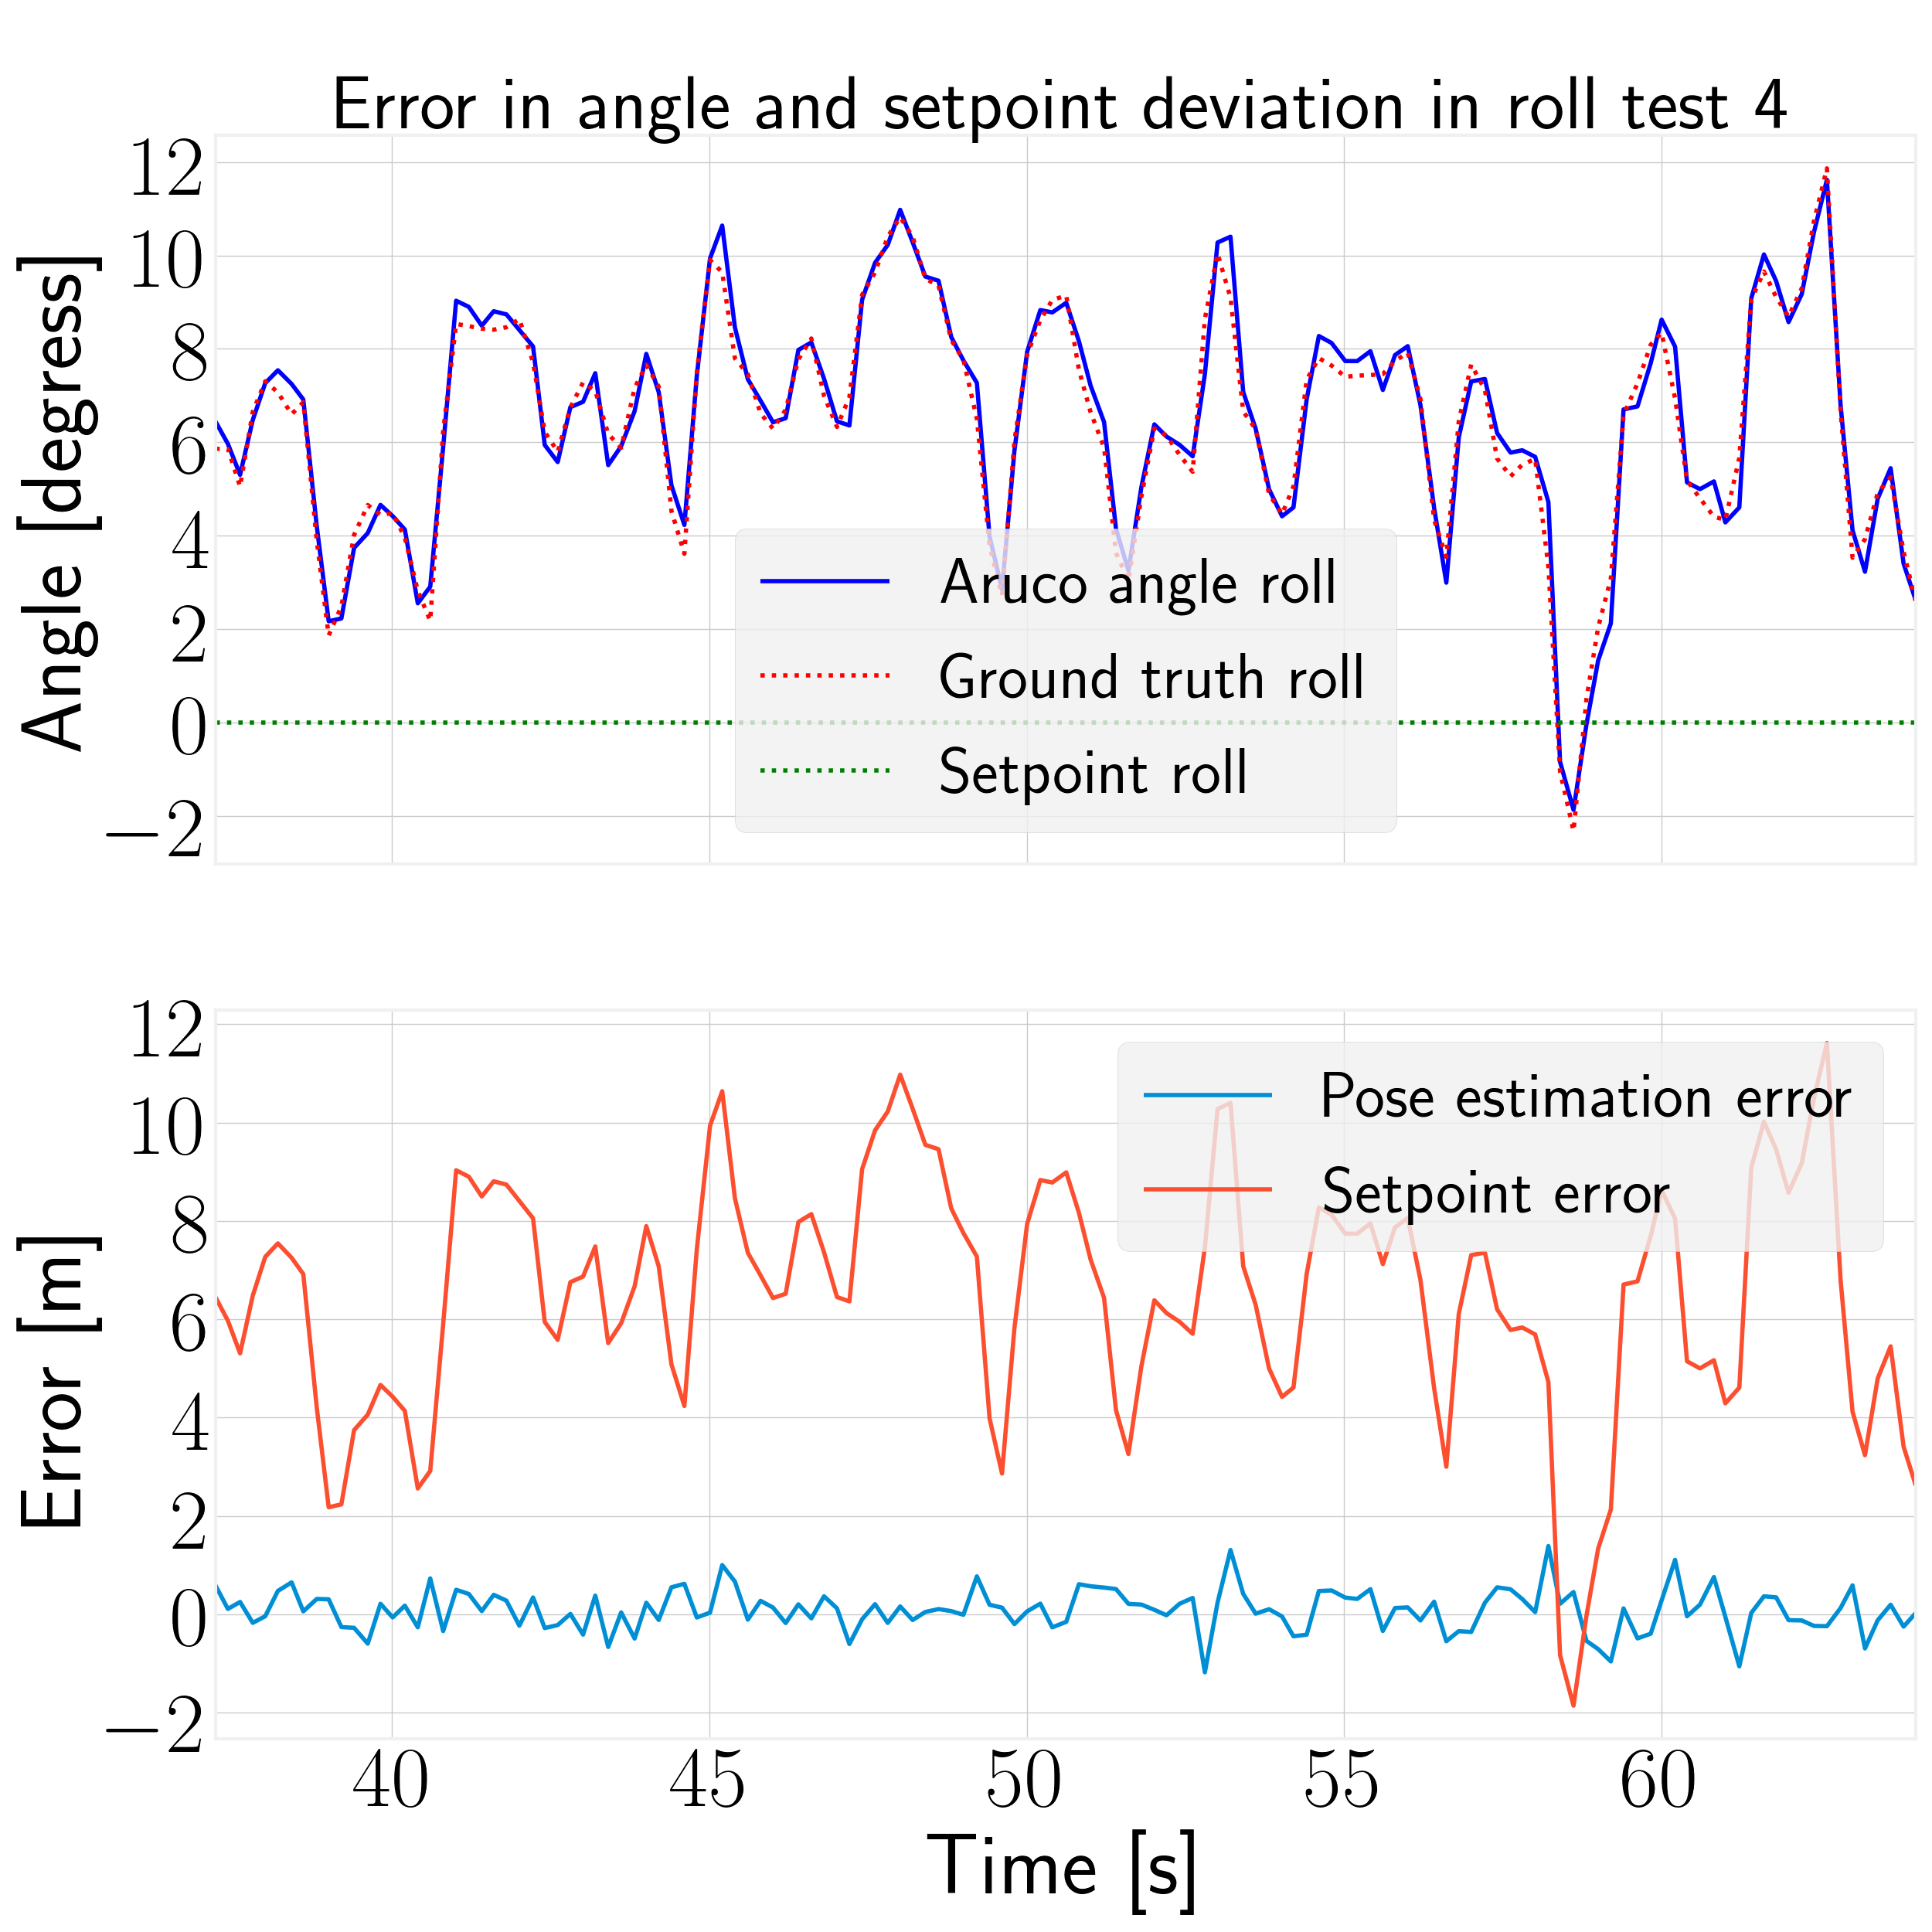 Error in angle and setpoint deviation in roll test 4
Angle [degress]
12
10
8
6
4
2
0
−2
Aruco angle roll
Ground truth roll
Setpoint roll
Error [m]
12
10
8
6
4
2
0
−2
Pose estimation error
Setpoint error
40 45 50 55 60
Time [s]